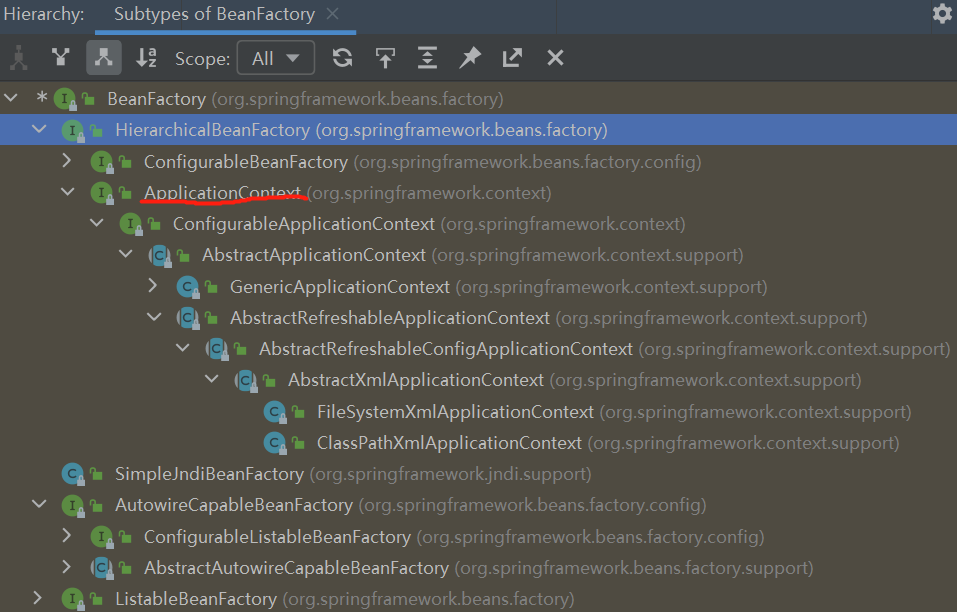 Hierarchy: Subtypes of BeanFactory
Scope: All
* BeanFactory (org.springframework.beans.factory)
HierarchicalBeanFactory (org.springframework.beans.factory)
ConfigurableBeanFactory (org.springframework.beans.factory.config)
ApplicationContext (org.springframework.context)
ConfigurableApplicationContext (org.springframework.context)
AbstractApplicationContext (org.springframework.context.support)
GenericApplicationContext (org.springframework.context.support)
AbstractRefreshableApplicationContext (org.springframework.context.support)
AbstractRefreshableConfigApplicationContext (org.springframework.context.support)
AbstractXmlApplicationContext (org.springframework.context.support)
FileSystemXmlApplicationContext (org.springframework.context.support)
ClassPathXmlApplicationContext (org.springframework.context.support)
SimpleJndiBeanFactory (org.springframework.jndi.support)
AutowireCapableBeanFactory (org.springframework.beans.factory.config)
ConfigurableListableBeanFactory (org.springframework.beans.factory.config)
AbstractAutowireCapableBeanFactory (org.springframework.beans.factory.support)
ListableBeanFactory (org.springframework.beans.factory)